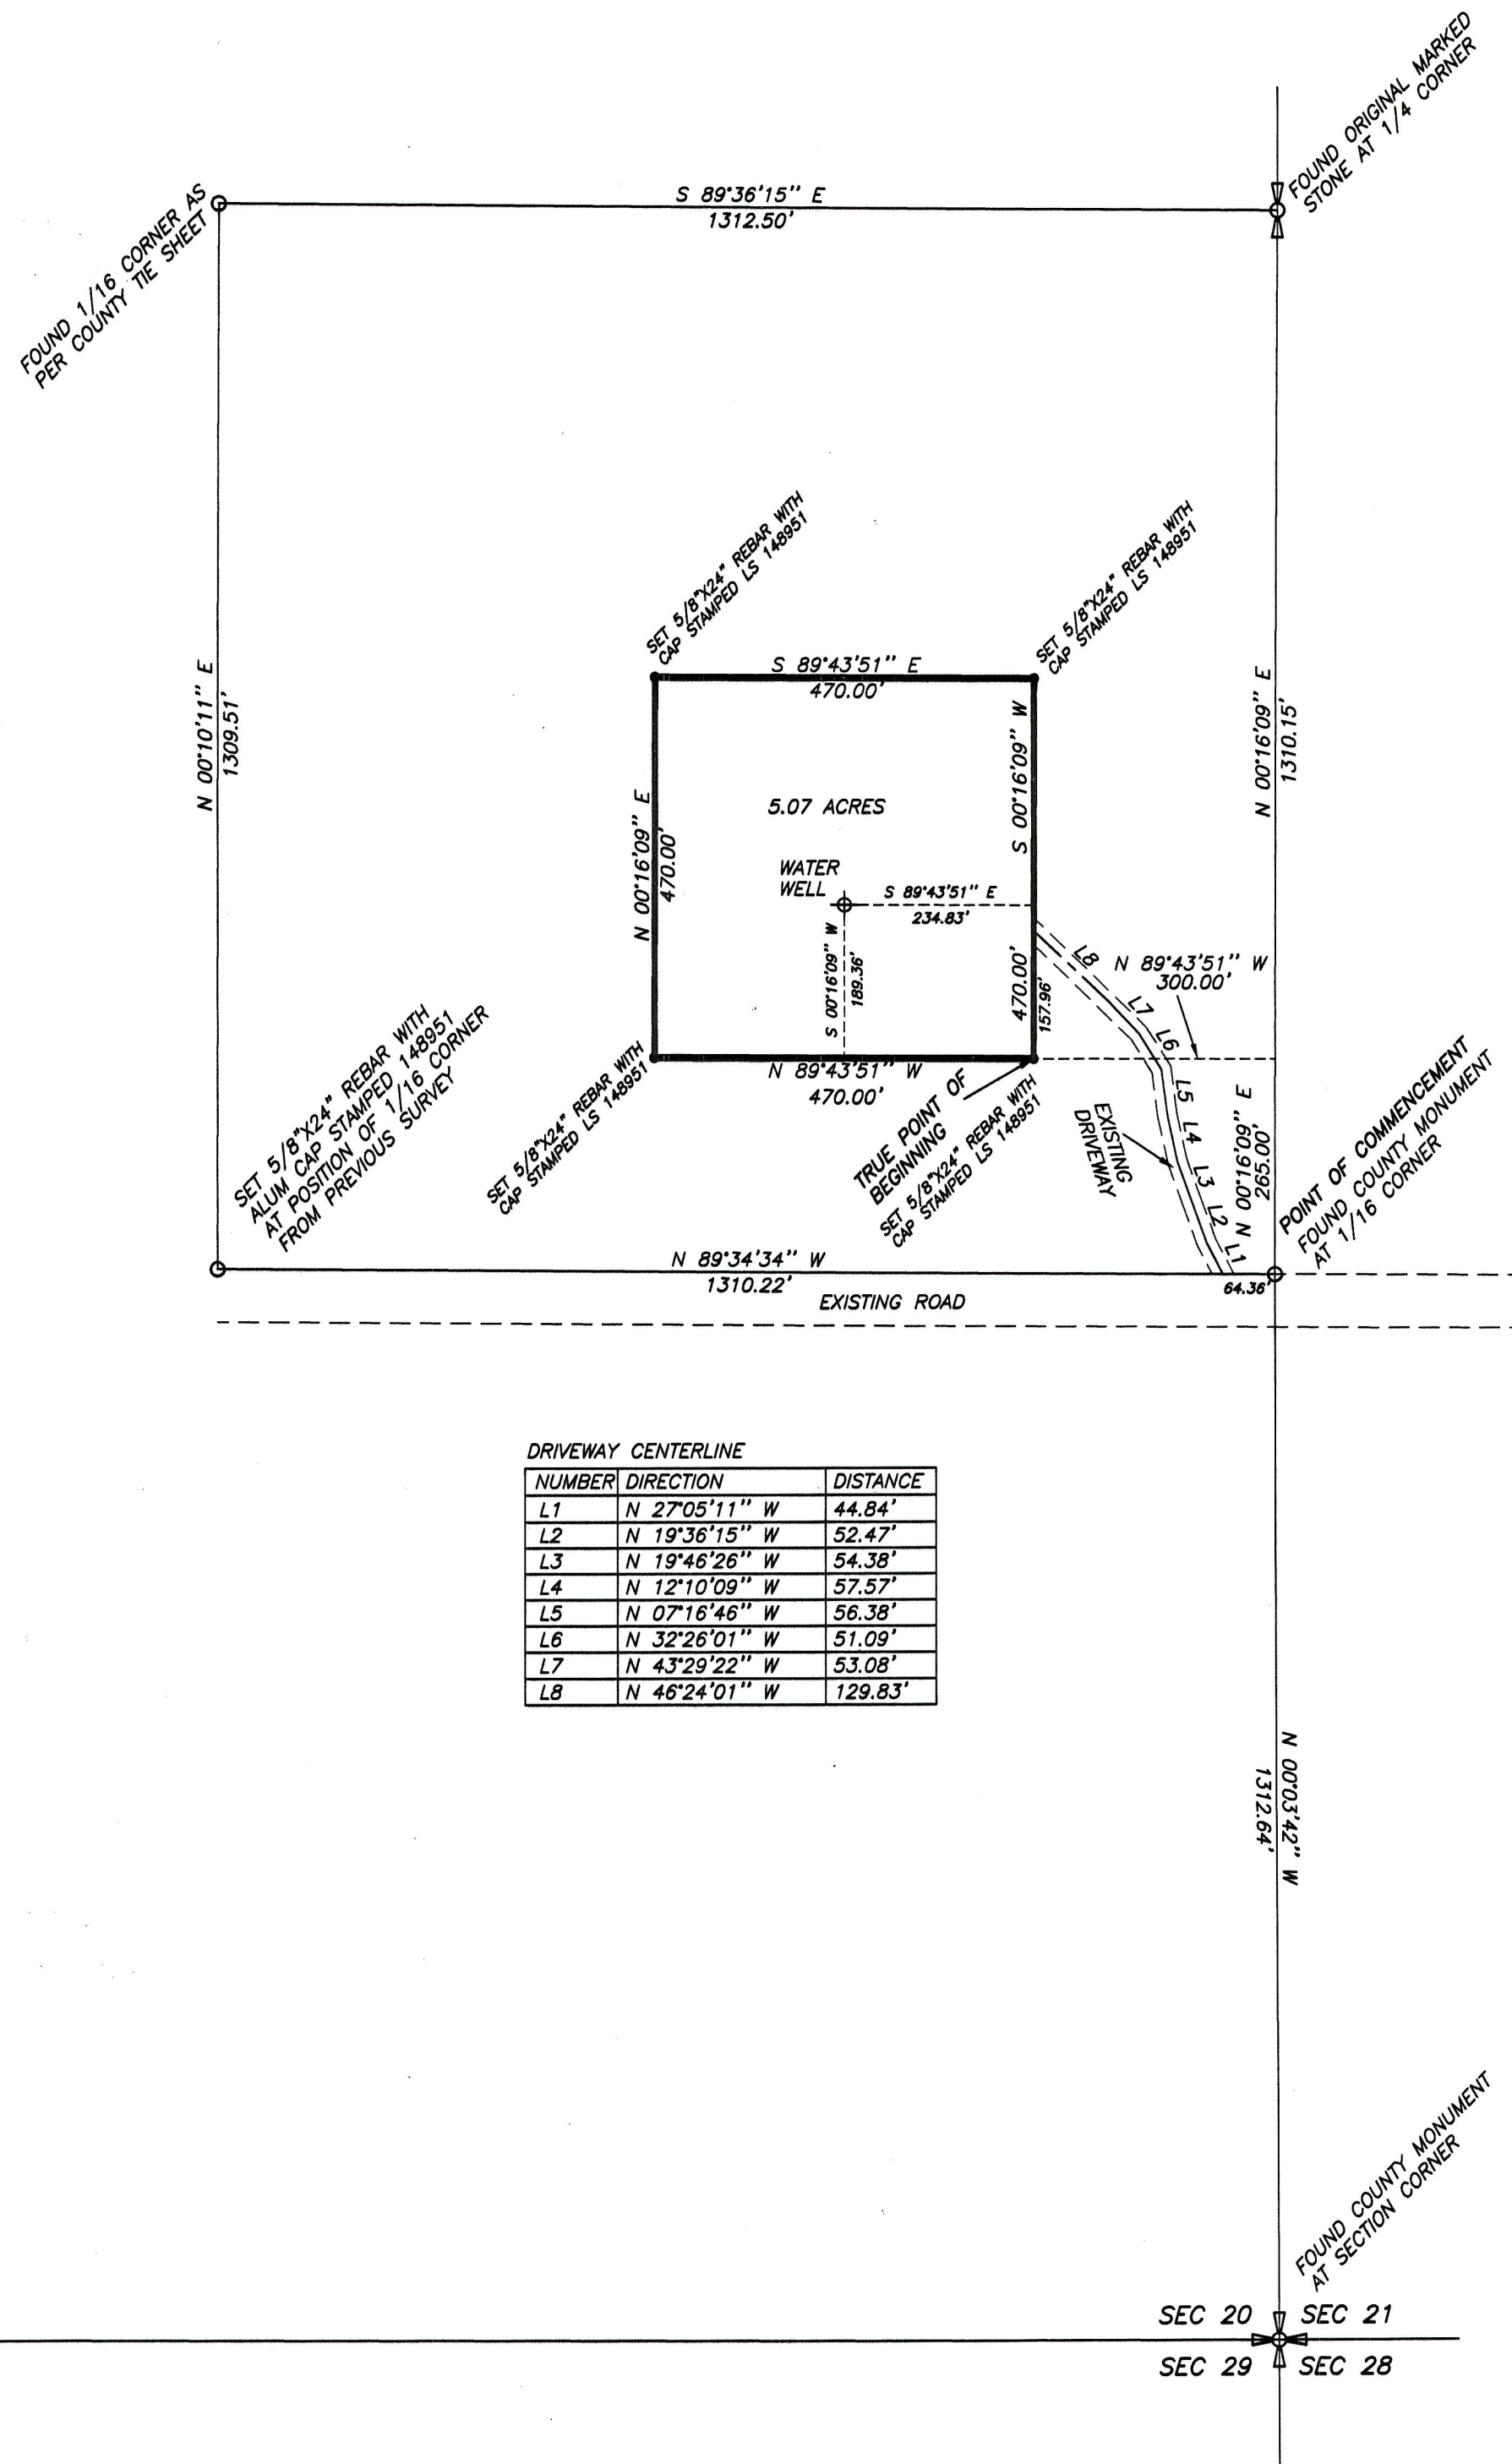 FOUND ORIGINAL MARKED
STONE AT 1/4 CORNER
FOUND 1/16 CORNER AS
PER COUNTY TIE SHEET
S 89°36'15'' E
1312.50'
N 00°10'11'' E
1309.51'
N 00°16'09'' E
1310.15'
SET 5/8"X24" REBAR WITH
CAP STAMPED LS 148951
SET 5/8"X24" REBAR WITH
CAP STAMPED LS 148951
S 89°43'51'' E
470.00'
N 00°16'09'' E
470.00'
S 00°16'09'' W
470.00'
5.07 ACRES
WATER
WELL
S 89°43'51'' E
234.83'
S 00°16'09'' W
189.36'
157.96'
L8
L7
L6
L5
L4
L3
L2
L1
N 89°43'51'' W
300.00'
N 89°43'51'' W
470.00'
SET 5/8"X24" REBAR WITH
ALUM CAP STAMPED 148951
AT POSITION OF 1/16 CORNER
FROM PREVIOUS SURVEY
SET 5/8"X24" REBAR WITH
CAP STAMPED LS 148951
TRUE POINT OF
BEGINNING
SET 5/8"X24" REBAR WITH
CAP STAMPED LS 148951
EXISTING
DRIVEWAY
N 00°16'09'' E
265.00'
POINT OF COMMENCEMENT
FOUND COUNTY MONUMENT
AT 1/16 CORNER
N 89°34'34'' W
1310.22'
64.36'
EXISTING ROAD
DRIVEWAY CENTERLINE
NUMBER DIRECTION DISTANCE
L1 N 27°05'11'' W 44.84'
L2 N 19°36'15'' W 52.47'
L3 N 19°46'26'' W 54.38'
L4 N 12°10'09'' W 57.57'
L5 N 07°16'46'' W 56.38'
L6 N 32°26'01'' W 51.09'
L7 N 43°29'22'' W 53.08'
L8 N 46°24'01'' W 129.83'
N 00°03'42'' W
1312.64'
FOUND COUNTY MONUMENT
AT SECTION CORNER
SEC 20 SEC 21
SEC 29 SEC 28